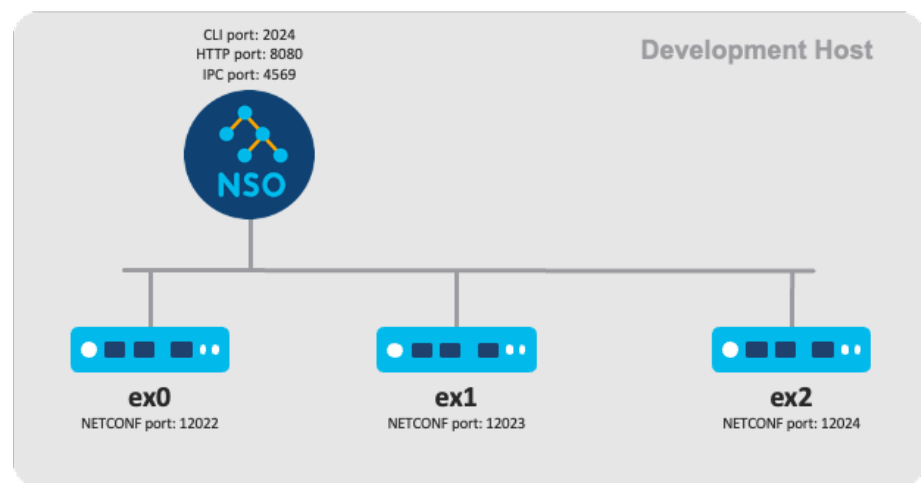 CLI port: 2024
HTTP port: 8080
IPC port: 4569
Development Host
NSO
ex0
NETCONF port: 12022
ex1
NETCONF port: 12023
ex2
NETCONF port: 12024